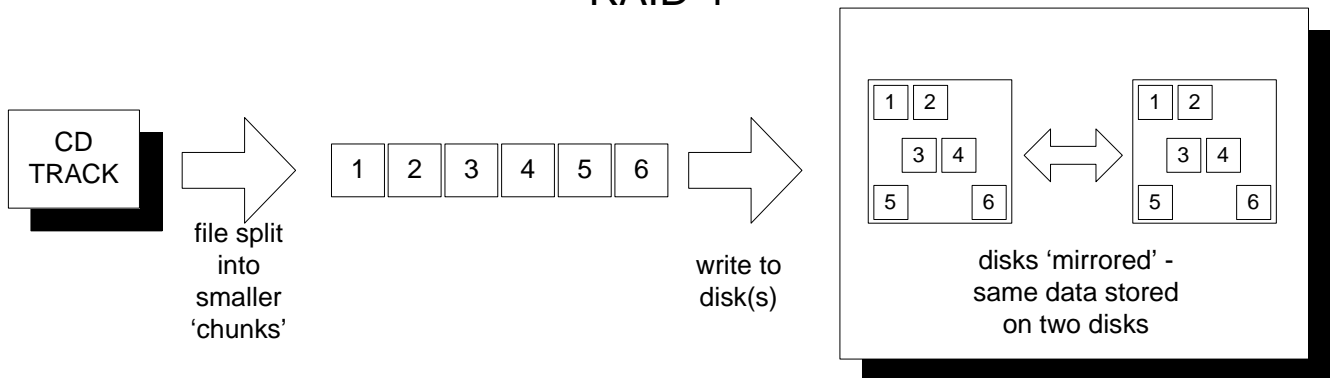 RAID 1
CD
TRACK
file split
into
smaller
‘chunks’
1 2 3 4 5 6
write to
disk(s)
1 2
3 4
5 6
1 2
3 4
5 6
disks ‘mirrored’ -
same data stored
on two disks